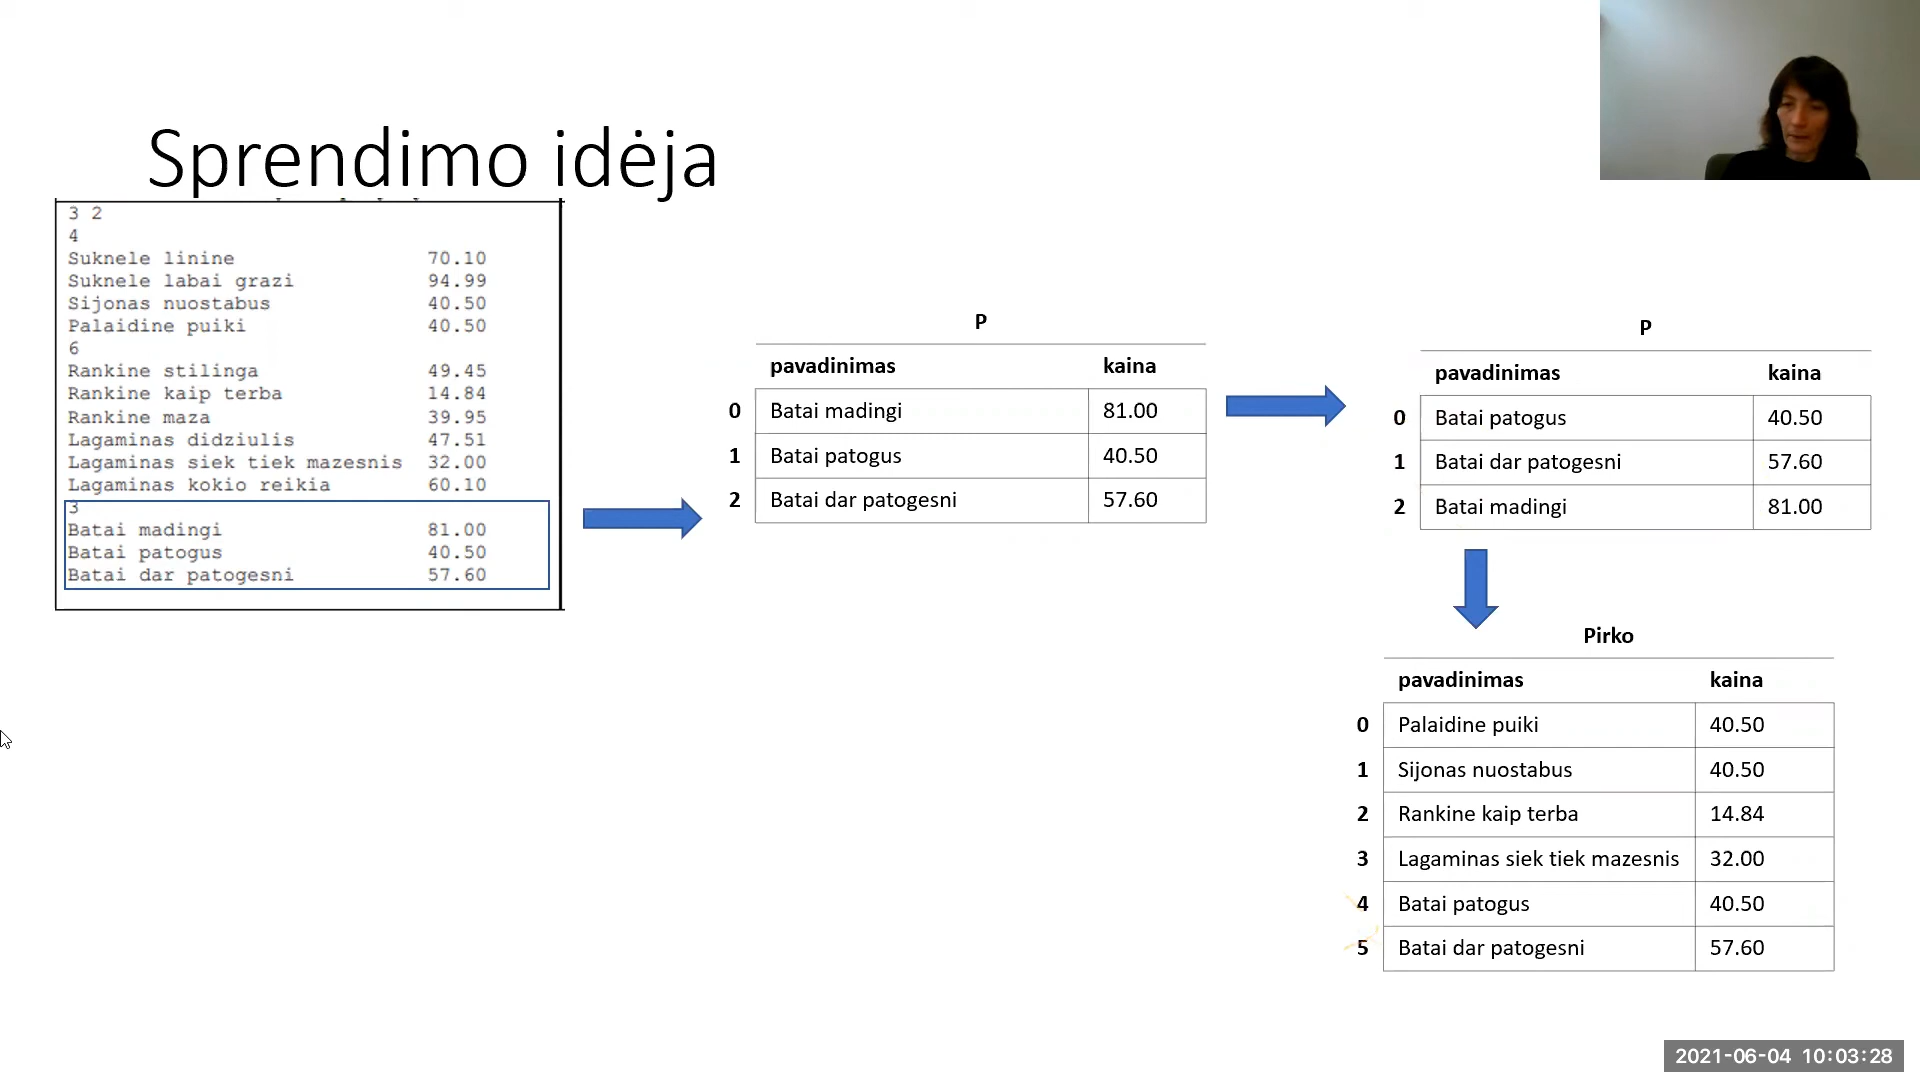 Sprendimo idėja
3 2
4
Suknele linine 70.10
Suknele labai grazi 94.99
Sijonas nuostabus 40.50
Palaidine puiki 40.50
6
Rankine stilinga 49.45
Rankine kaip terba 14.84
Rankine maza 39.95
Lagaminas didziulis 47.51
Lagaminas siek tiek mazesnis 32.00
Lagaminas kokio reikia 60.10
3
Batai madingi 81.00
Batai patogus 40.50
Batai dar patogesni 57.60
P
pavadinimas kaina
0 Batai madingi 81.00
1 Batai patogus 40.50
2 Batai dar patogesni 57.60
P
pavadinimas kaina
0 Batai patogus 40.50
1 Batai dar patogesni 57.60
2 Batai madingi 81.00
Pirko
pavadinimas kaina
0 Palaidine puiki 40.50
1 Sijonas nuostabus 40.50
2 Rankine kaip terba 14.84
3 Lagaminas siek tiek mazesnis 32.00
4 Batai patogus 40.50
5 Batai dar patogesni 57.60
2021-06-04 10:03:28